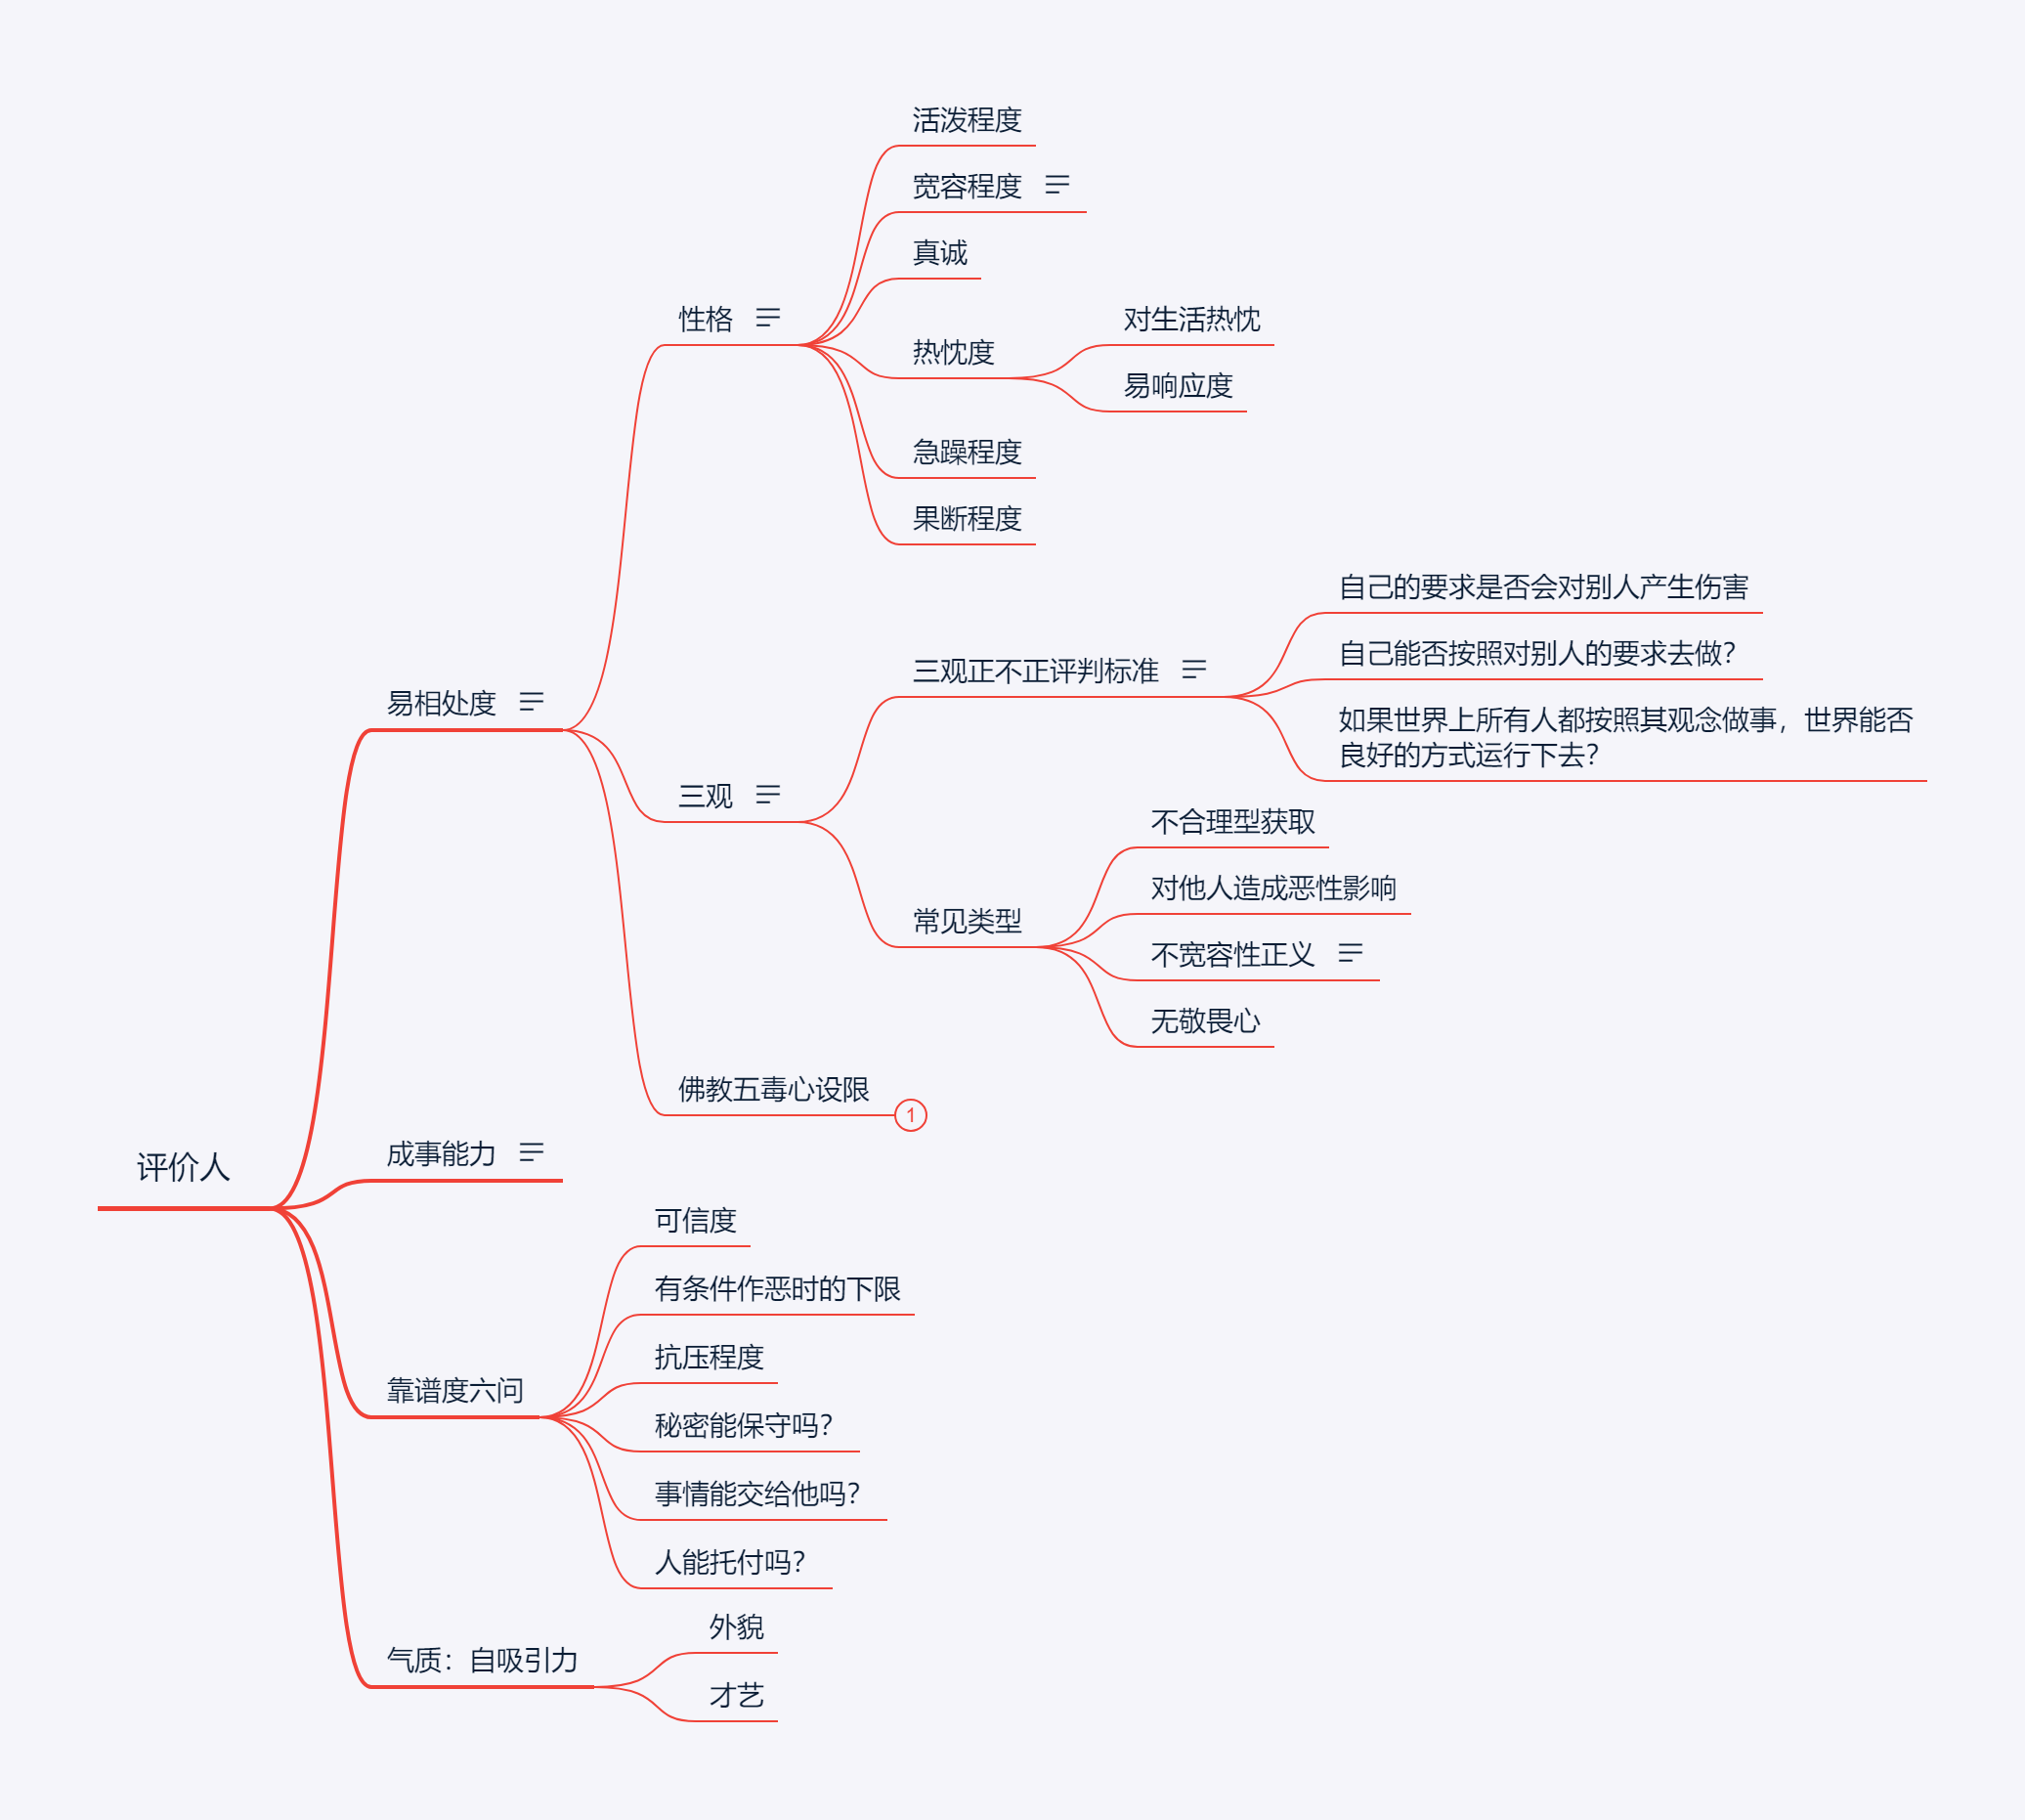 评价人
易相处度
性格
活泼程度
宽容程度
真诚
热忱度
对生活热忱
易响应度
急躁程度
果断程度
三观
三观正不正评判标准
自己的要求是否会对别人产生伤害
自己能否按照对别人的要求去做?
如果世界上所有人都按照其观念做事，世界能否
良好的方式运行下去?
常见类型
不合理型获取
对他人造成恶性影响
不宽容性正义
无敬畏心
佛教五毒心设限
1
成事能力
靠谱度六问
可信度
有条件作恶时的下限
抗压程度
秘密能保守吗?
事情能交给他吗?
人能托付吗?
气质：自吸引力
外貌
才艺